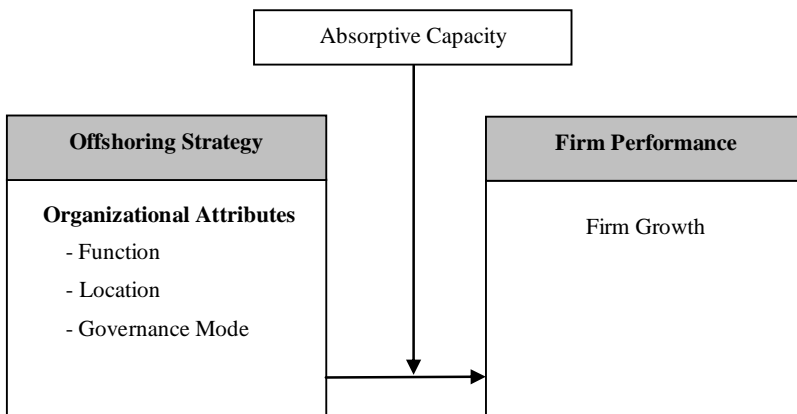 Absorptive Capacity
Offshoring Strategy
Organizational Attributes
- Function
- Location
- Governance Mode
Firm Performance
Firm Growth